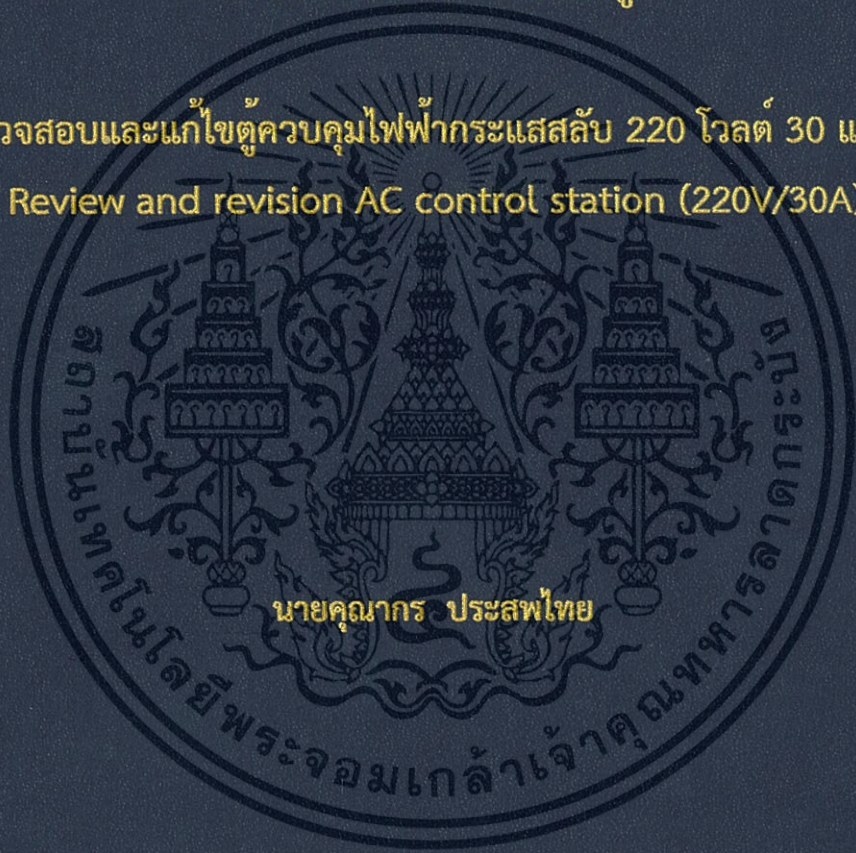 วจสอบและแก้ไขตู้ควบคุมไฟฟ้ากระแสสลับ 220 โวลต์ 30 แ
Review and revision AC control station (220V/30A)
นายคุณากร ประสพไทย
สถาบันเทคโนโลยีพระจอมเกล้าเจ้าคุณทหารลาดกระบัง